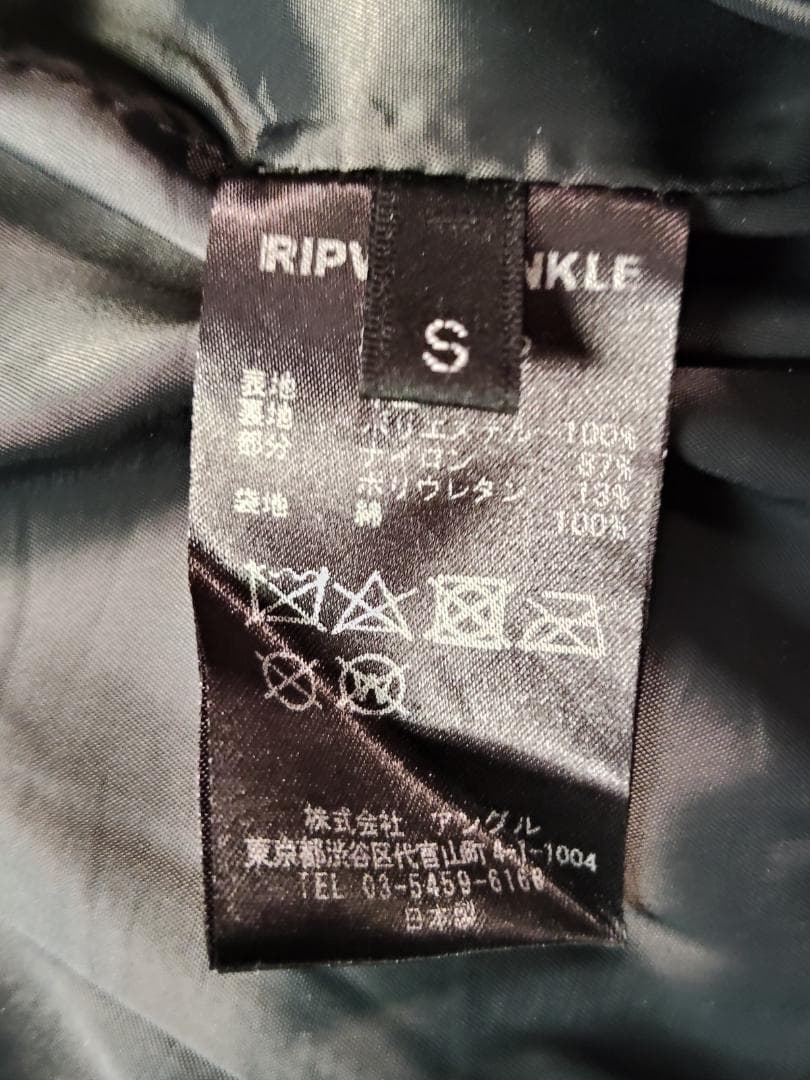 RIPV NKLE
S
表地
裏地 ポリエステル 100%
部分 ナイロン 87%
ポリウレタン 13%
袋地 綿 100%
株式会社 アングル
東京都渋谷区代官山町4-1-1004
TEL 03-5459-6160
日本製